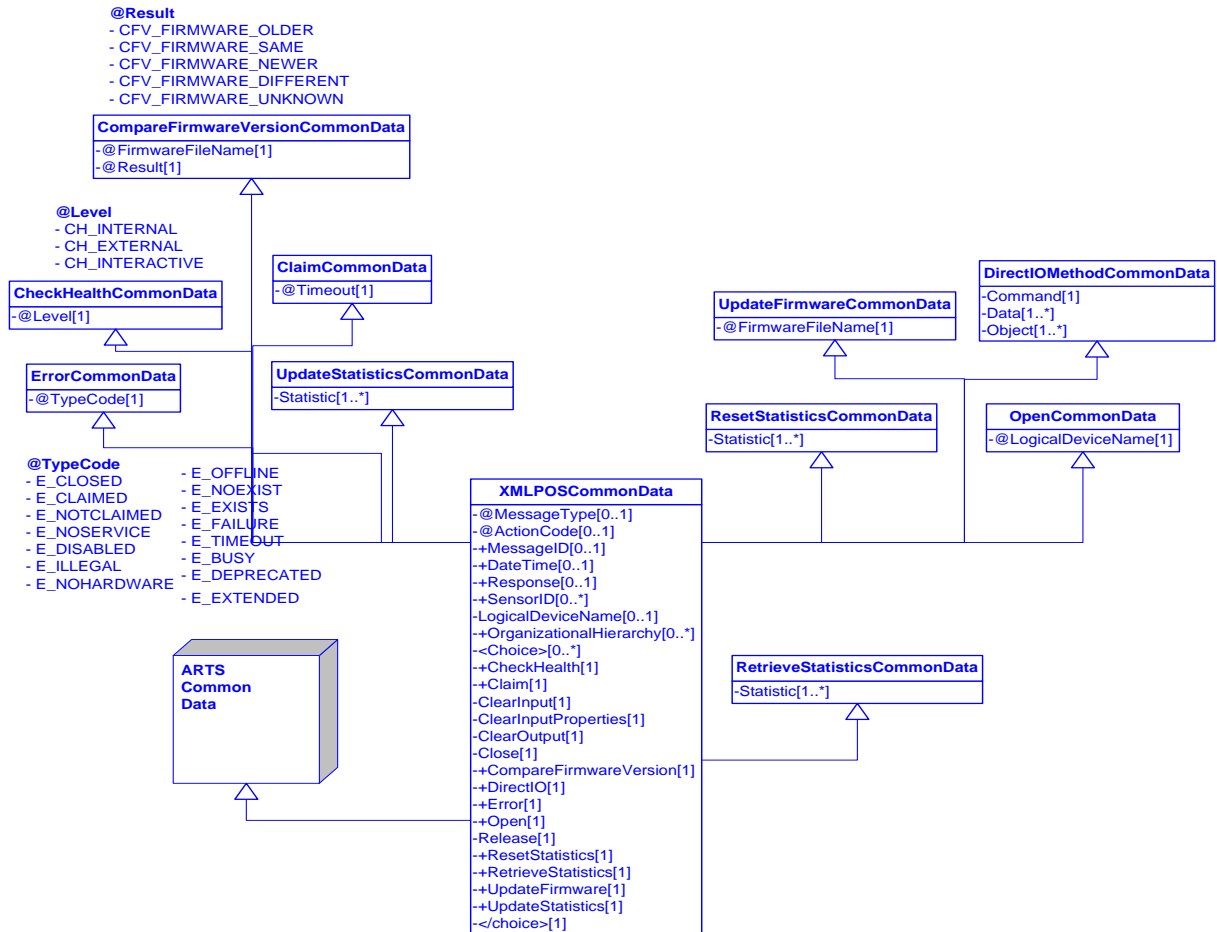 @Result
- CFV_FIRMWARE_OLDER
- CFV_FIRMWARE_SAME
- CFV_FIRMWARE_NEWER
- CFV_FIRMWARE_DIFFERENT
- CFV_FIRMWARE_UNKNOWN
CompareFirmwareVersionCommonData
-@FirmwareFileName[1]
-@Result[1]
@Level
- CH_INTERNAL
- CH_EXTERNAL
- CH_INTERACTIVE
CheckHealthCommonData
-@Level[1]
ClaimCommonData
-@Timeout[1]
UpdateFirmwareCommonData
-@FirmwareFileName[1]
DirectIOMethodCommonData
-Command[1]
-Data[1..*]
-Object[1..*]
ErrorCommonData
-@TypeCode[1]
UpdateStatisticsCommonData
-Statistic[1..*]
ResetStatisticsCommonData
-Statistic[1..*]
OpenCommonData
-@LogicalDeviceName[1]
@TypeCode
- E_CLOSED
- E_CLAIMED
- E_NOTCLAIMED
- E_NOSERVICE
- E_DISABLED
- E_ILLEGAL
- E_NOHARDWARE
- E_OFFLINE
- E_NOEXIST
- E_EXISTS
- E_FAILURE
- E_TIMEOUT
- E_BUSY
- E_DEPRECATED
- E_EXTENDED
XMLPOSCommonData
-@MessageType[0..1]
-@ActionCode[0..1]
-+MessageID[0..1]
-+DateTime[0..1]
-+Response[0..1]
-+SensorID[0..*]
-LogicalDeviceName[0..1]
-+OrganizationalHierarchy[0..*]
-<Choice>[0..*]
-+CheckHealth[1]
-+Claim[1]
-ClearInput[1]
-ClearInputProperties[1]
-ClearOutput[1]
-Close[1]
-+CompareFirmwareVersion[1]
-+DirectIO[1]
-+Error[1]
-+Open[1]
-Release[1]
-+ResetStatistics[1]
-+RetrieveStatistics[1]
-+UpdateFirmware[1]
-+UpdateStatistics[1]
-</choice>[1]
ARTS
Common
Data
RetrieveStatisticsCommonData
-Statistic[1..*]